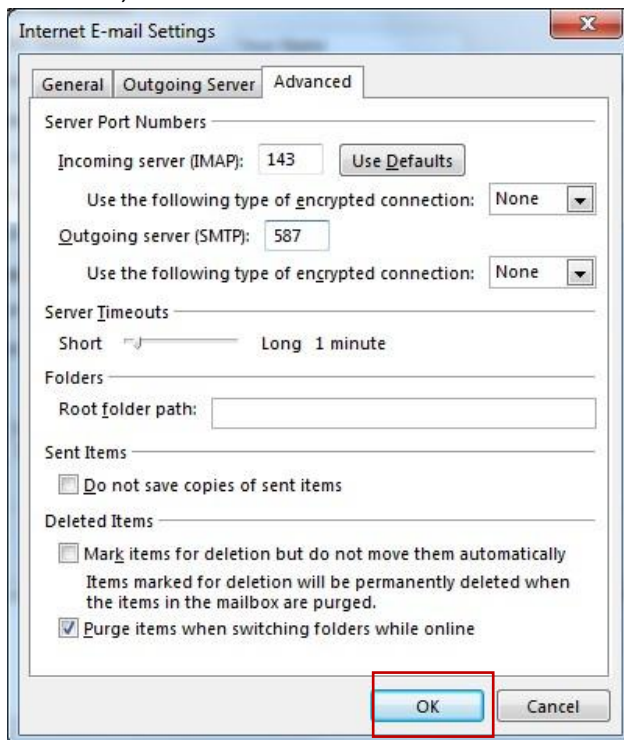 Internet E-mail Settings
General Outgoing Server Advanced
Server Port Numbers
Incoming server (IMAP): 143 Use Defaults
Use the following type of encrypted connection: None
Outgoing server (SMTP): 587
Use the following type of encrypted connection: None
Server Timeouts
Short Long 1 minute
Folders
Root folder path:
Sent Items
Do not save copies of sent items
Deleted Items
Mark items for deletion but do not move them automatically
Items marked for deletion will be permanently deleted when
the items in the mailbox are purged.
Purge items when switching folders while online
OK Cancel